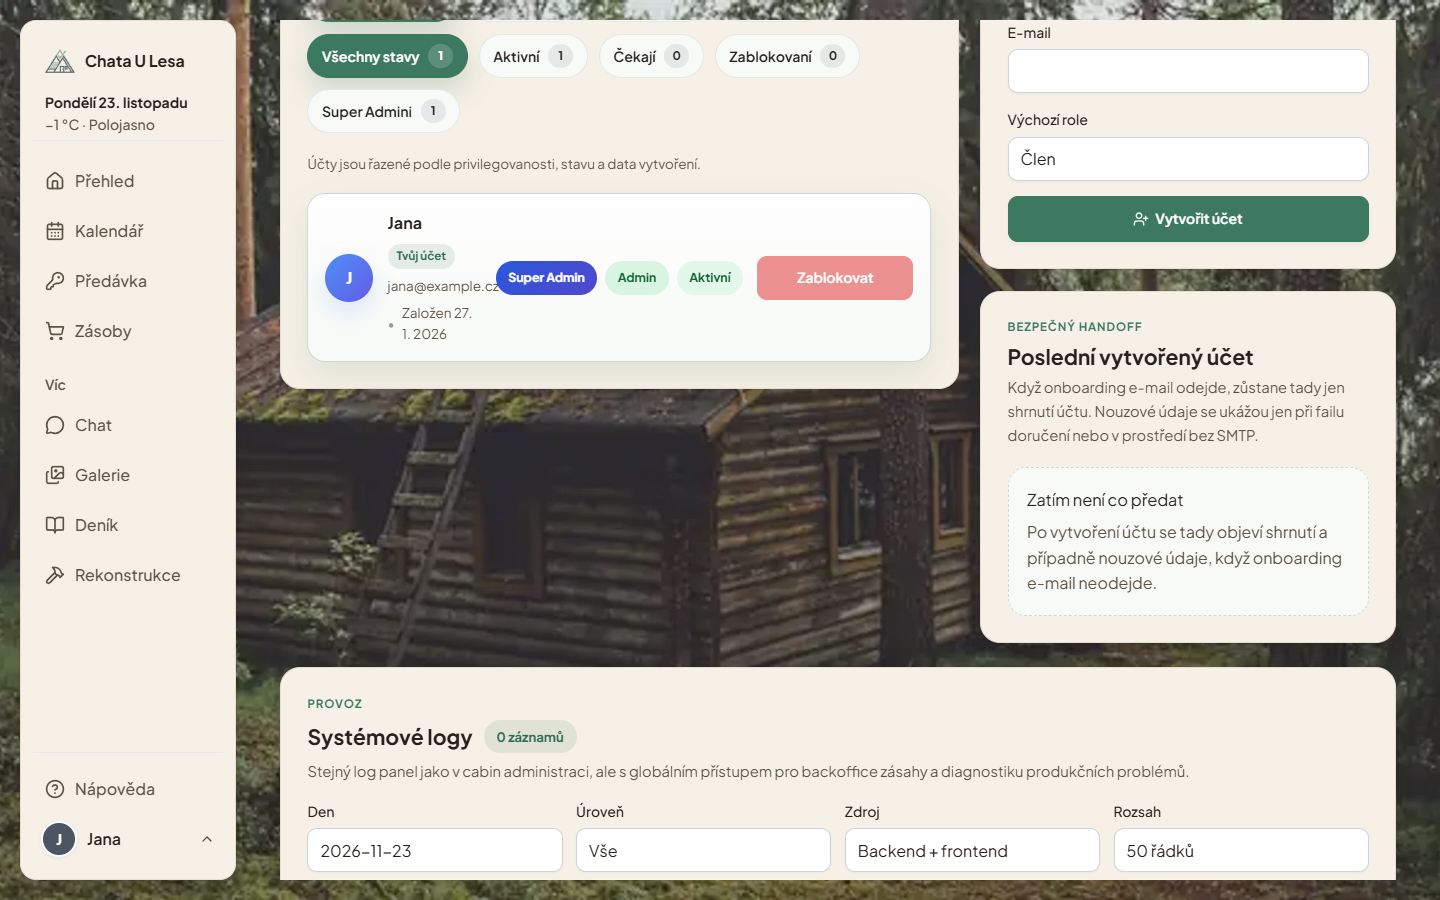 Chata U Lesa
Pondělí 23. listopadu
−1 °C · Polojasno
Přehled
Kalendář
Předávka
Zásoby
Víc
Chat
Galerie
Deník
Rekonstrukce
Nápověda
J Jana
Všechny stavy 1 Aktivní 1 Čekají 0 Zablokovaní 0
Super Admini 1
Účty jsou řazené podle privilegovanosti, stavu a data vytvoření.
J
Jana
Tvůj účet
jana@example.cz
• Založen 27.
1. 2026
Super Admin Admin Aktivní Zablokovat
E-mail
Výchozí role
Člen
Vytvořit účet
BEZPEČNÝ HANDOFF
Poslední vytvořený účet
Když onboarding e-mail odejde, zůstane tady jen
shrnutí účtu. Nouzové údaje se ukážou jen při failu
doručení nebo v prostředí bez SMTP.
Zatím není co předat
Po vytvoření účtu se tady objeví shrnutí a
případně nouzové údaje, když onboarding
e-mail neodejde.
PROVOZ
Systémové logy 0 záznamů
Stejný log panel jako v cabin administraci, ale s globálním přístupem pro backoffice zásahy a diagnostiku produkčních problémů.
Den Úroveň Zdroj Rozsah
2026-11-23 Vše Backend + frontend 50 řádků